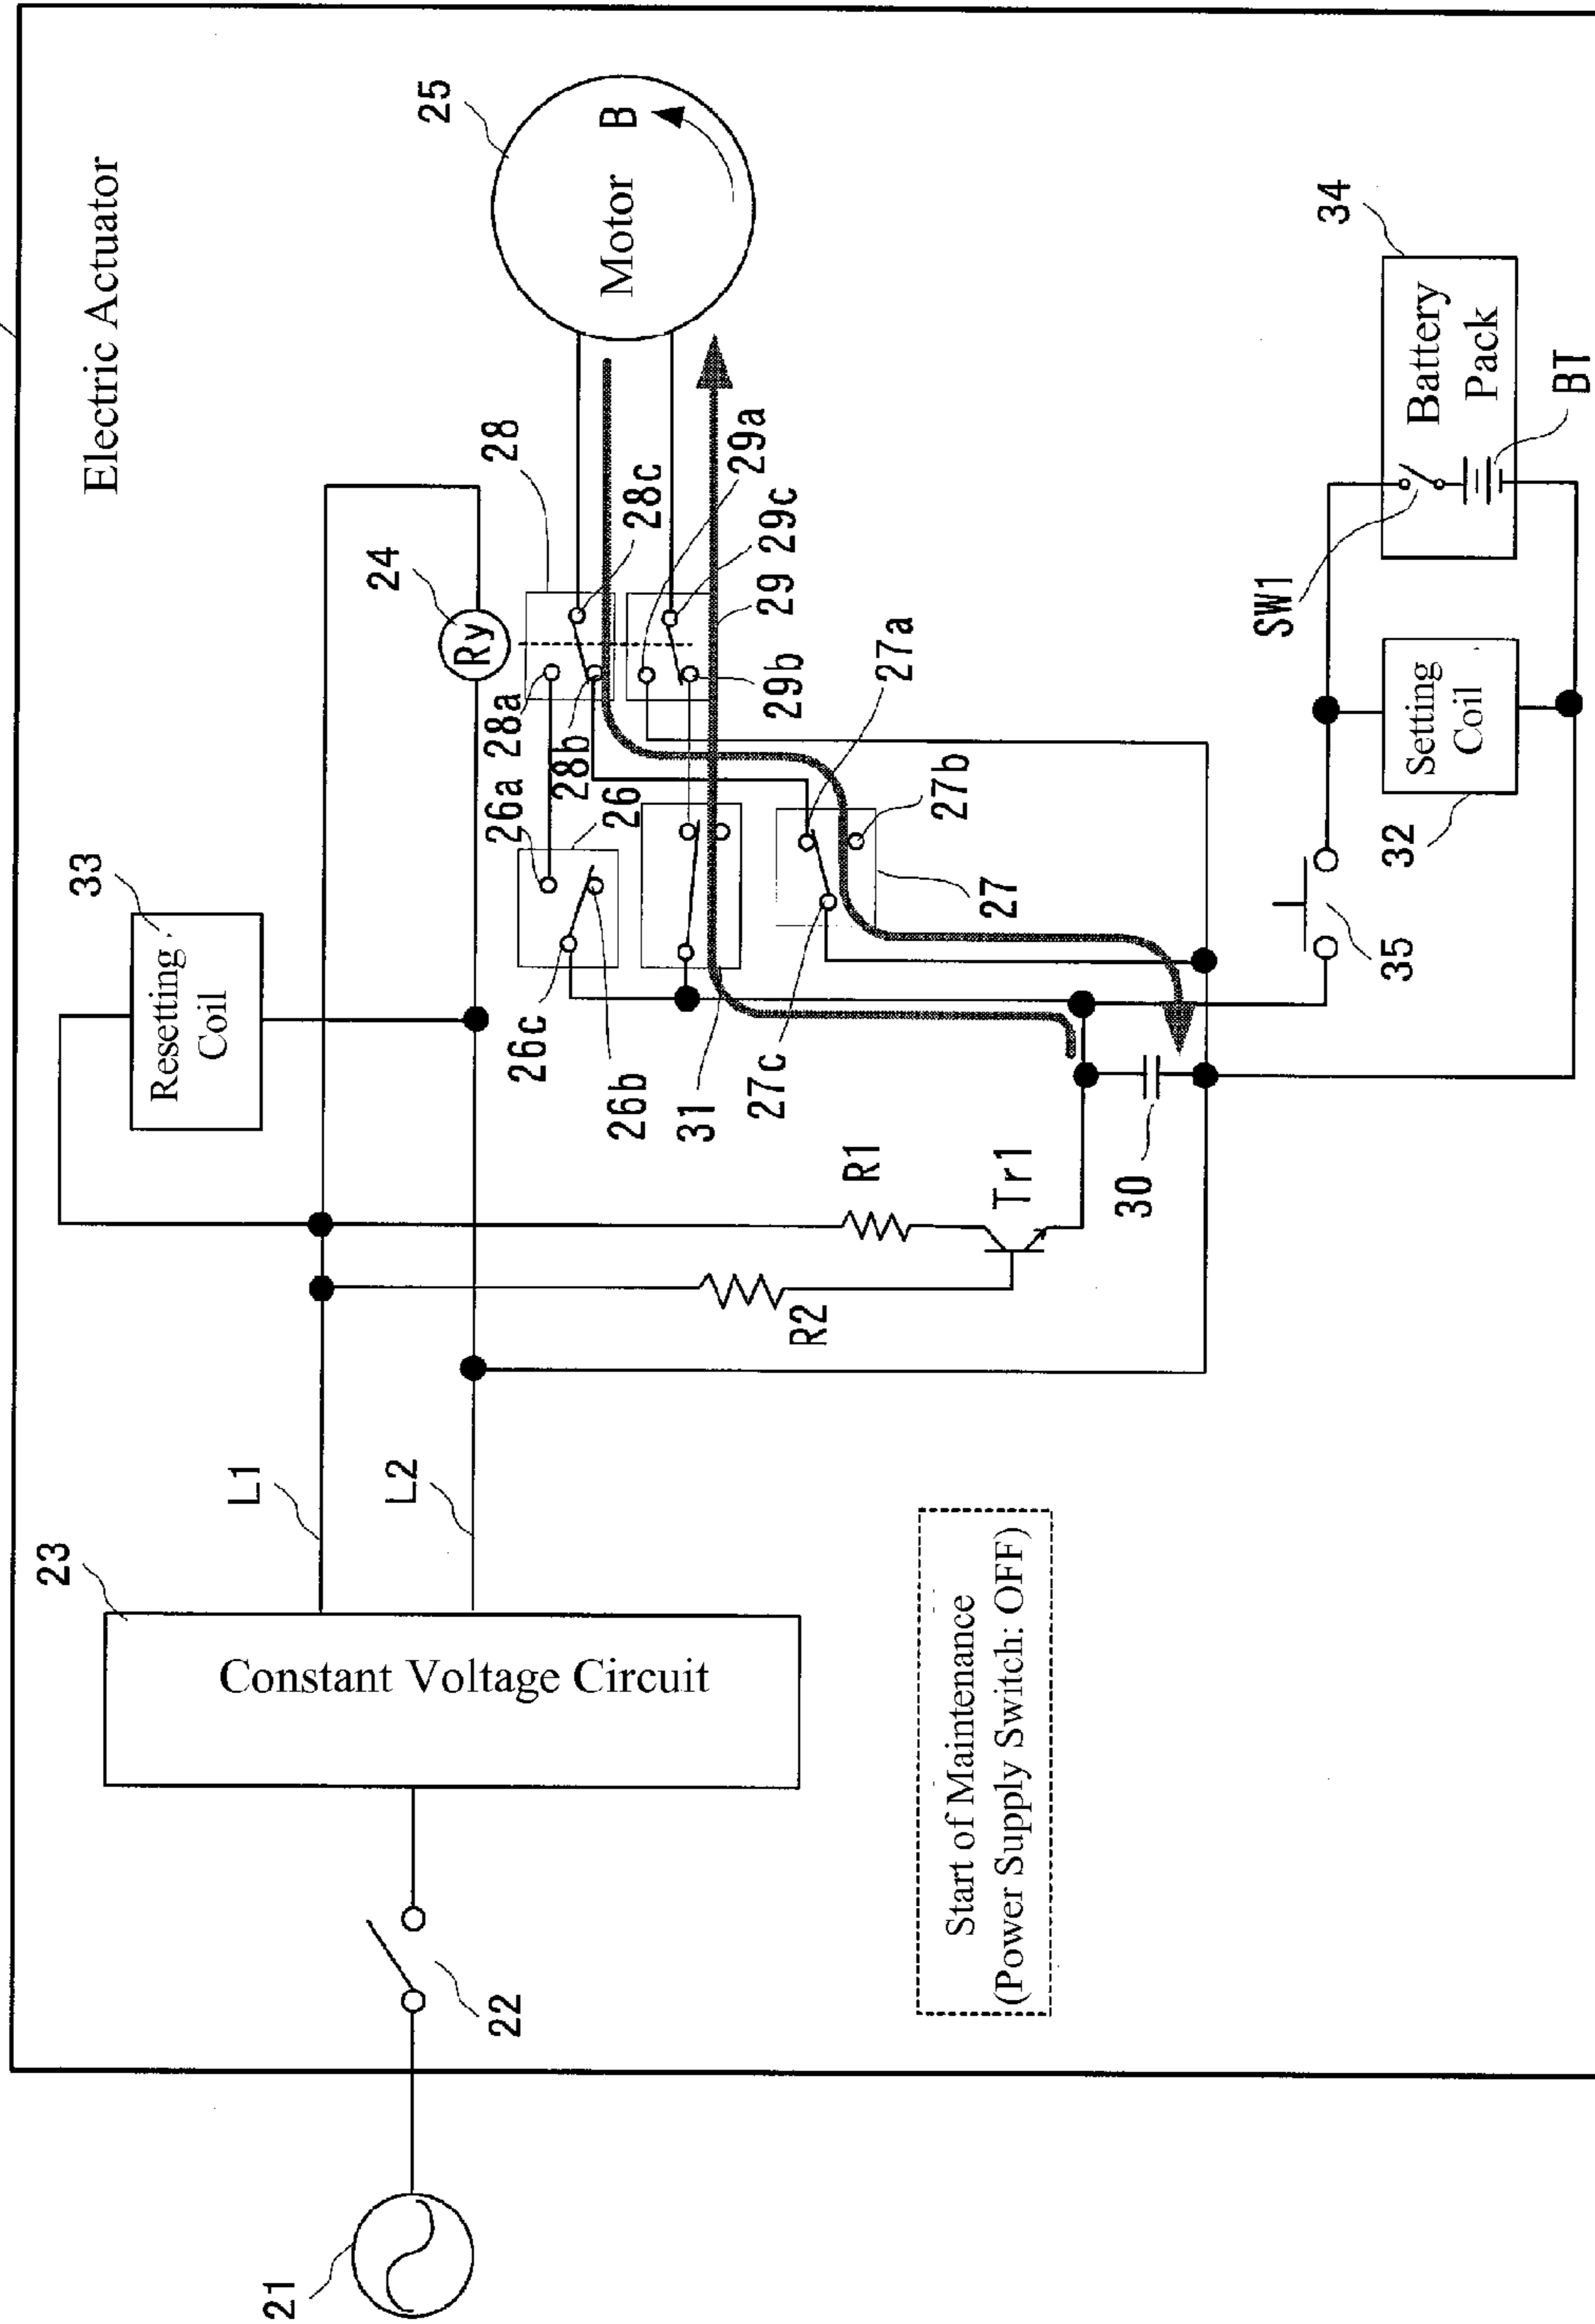 Electric Actuator
33
Resetting
Coil
24
Ry
25
Motor
B
23
Constant Voltage Circuit
L1
L2
21
22
26a
28a
28
28b
28c
26
26c
26b
29a
29c
29
29b
31
27a
27b
27
27c
R1
R2
Tr1
30
35
SW1
Setting
Coil
32
34
Battery
Pack
BT
Start of Maintenance
(Power Supply Switch: OFF)